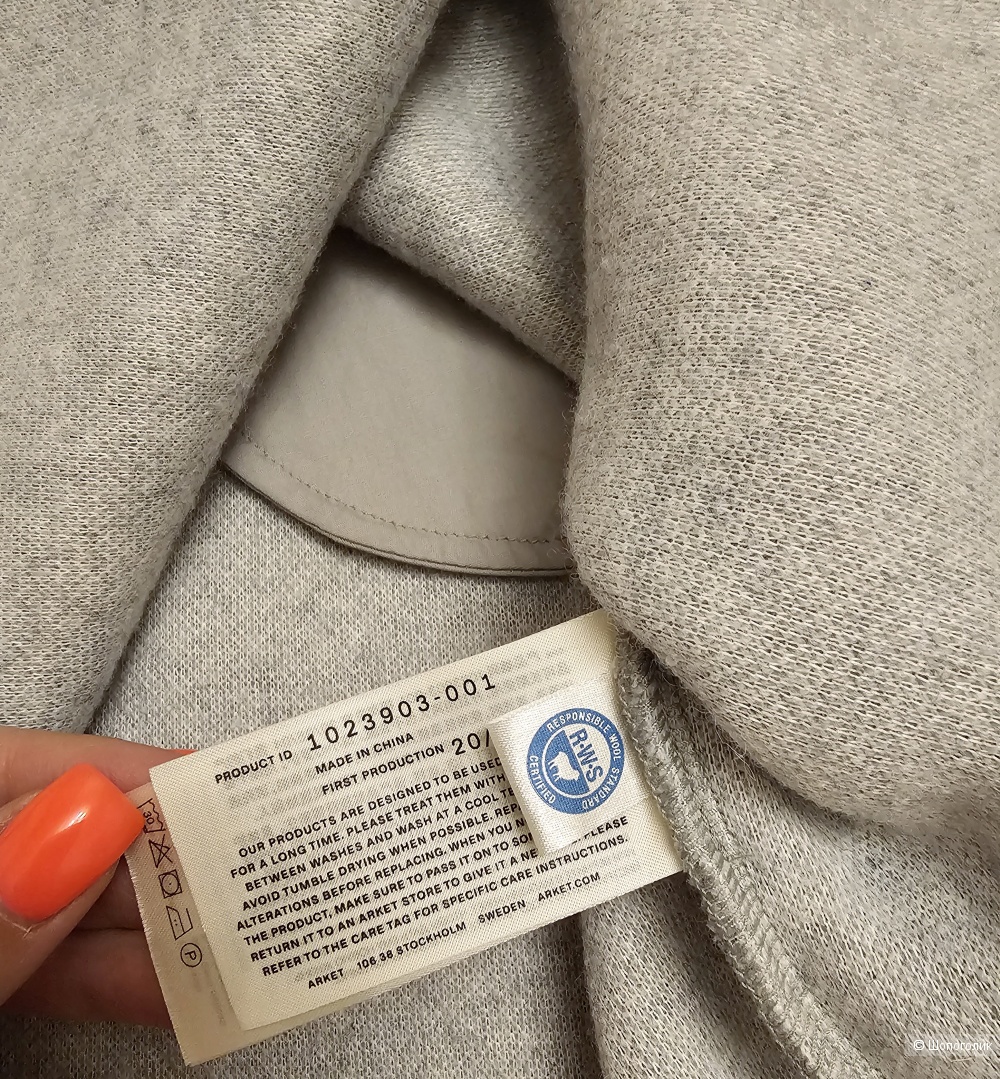 PRODUCT ID 1023903-001
MADE IN CHINA
FIRST PRODUCTION 20/
OUR PRODUCTS ARE DESIGNED TO BE USED
FOR A LONG TIME. PLEASE TREAT THEM WITH
BETWEEN WASHES AND WASH AT A COOL
AVOID TUMBLE DRYING WHEN POSSIBLE.
ALTERATIONS BEFORE REPLACING. WHEN YOU
THE PRODUCT, MAKE SURE TO PASS IT ON TO PLEASE
RETURN IT TO AN ARKET STORE TO GIVE IT A
REFER TO THE CARE TAG FOR SPECIFIC CARE INSTRUCTIONS.
ARKET 106 38 STOCKHOLM SWEDEN ARKET.COM
RESPONSIBLE WOOL STANDARD
R·W·S
CERTIFIED
30
P
© Шопоголик